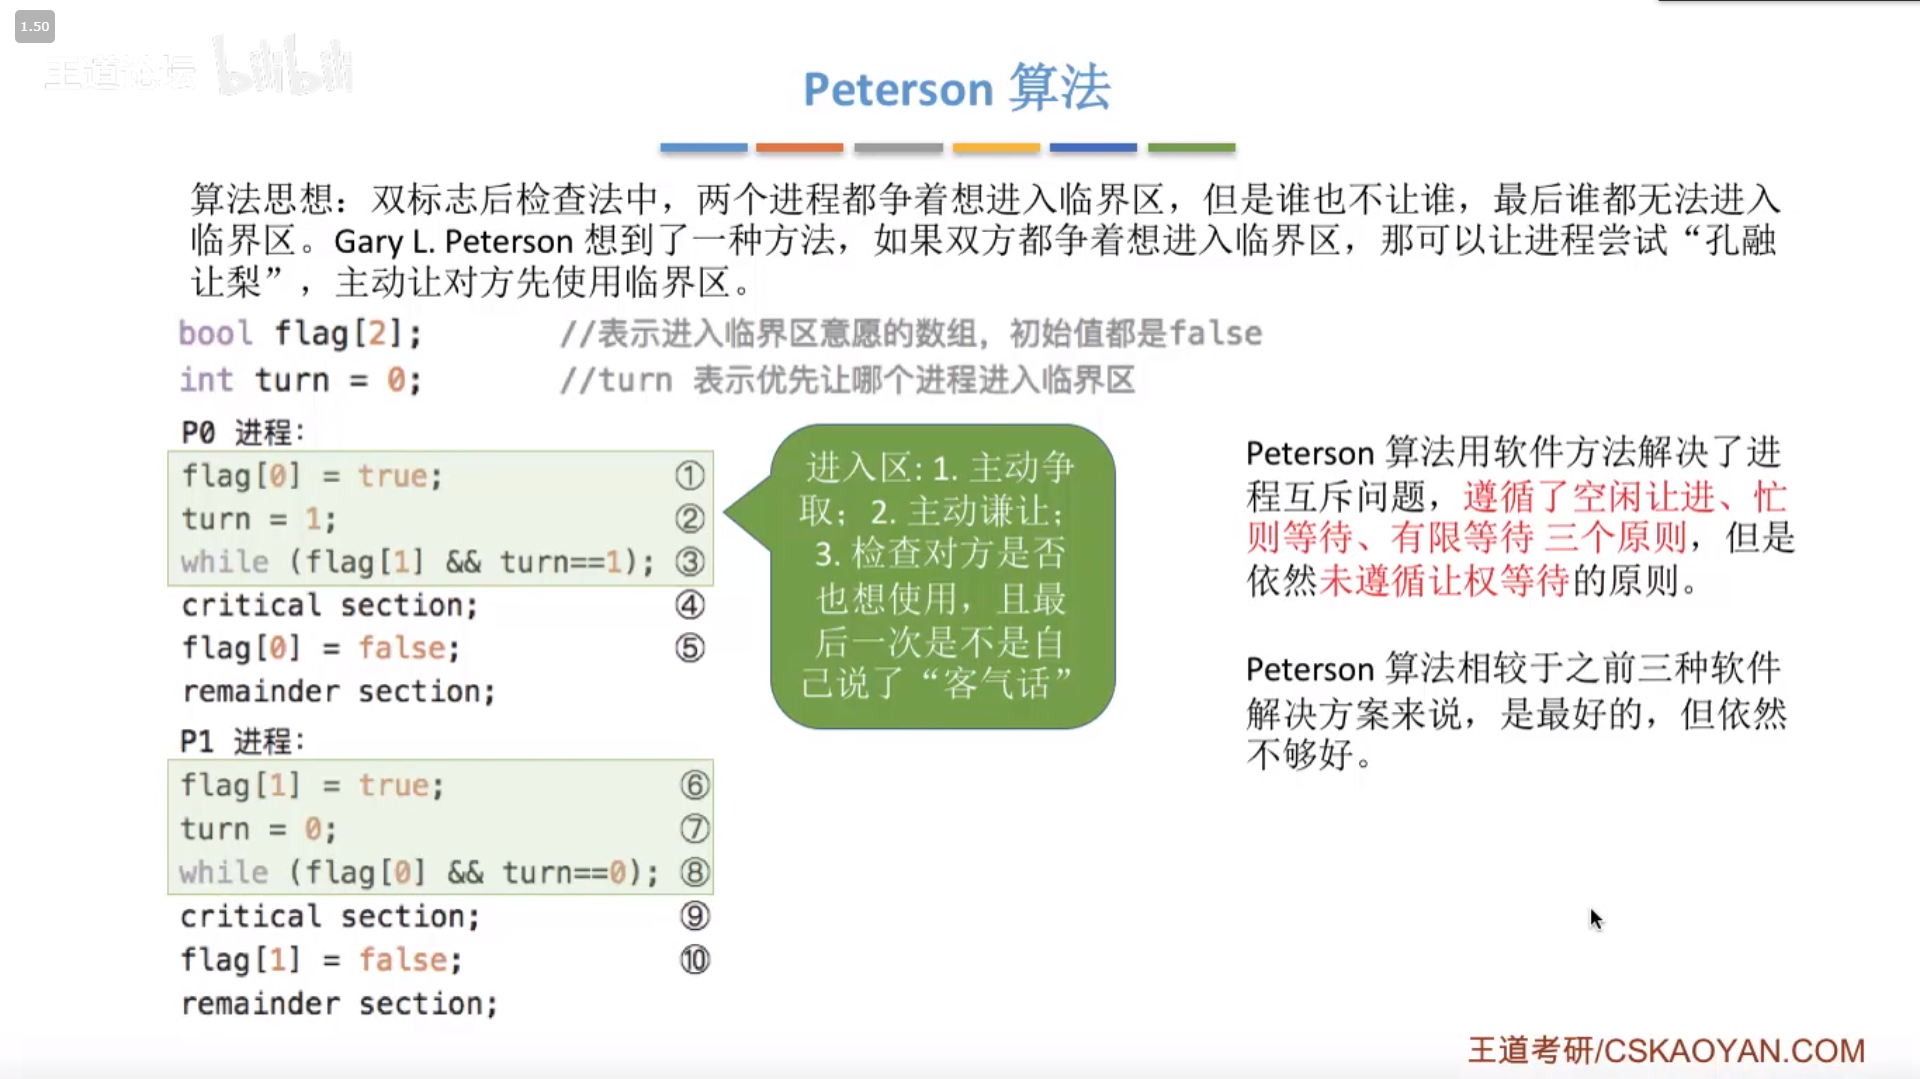 1.50
王道论坛 bilibili
Peterson 算法
算法思想：双标志后检查法中，两个进程都争着想进入临界区，但是谁也不让谁，最后谁都无法进入
临界区。Gary L. Peterson 想到了一种方法，如果双方都争着想进入临界区，那可以让进程尝试“孔融
让梨”，主动让对方先使用临界区。
bool flag[2]; //表示进入临界区意愿的数组，初始值都是false
int turn = 0; //turn 表示优先让哪个进程进入临界区
P0 进程：
flag[0] = true; ①
turn = 1; ②
while (flag[1] && turn==1); ③
critical section; ④
flag[0] = false; ⑤
remainder section;
P1 进程：
flag[1] = true; ⑥
turn = 0; ⑦
while (flag[0] && turn==0); ⑧
critical section; ⑨
flag[1] = false; ⑩
remainder section;
进入区: 1. 主动争
取；2. 主动谦让；
3. 检查对方是否
也想使用，且最
后一次是不是自
己说了“客气话”
Peterson 算法用软件方法解决了进
程互斥问题，遵循了空闲让进、忙
则等待、有限等待 三个原则，但是
依然未遵循让权等待的原则。
Peterson 算法相较于之前三种软件
解决方案来说，是最好的，但依然
不够好。
王道考研/CSKAOYAN.COM